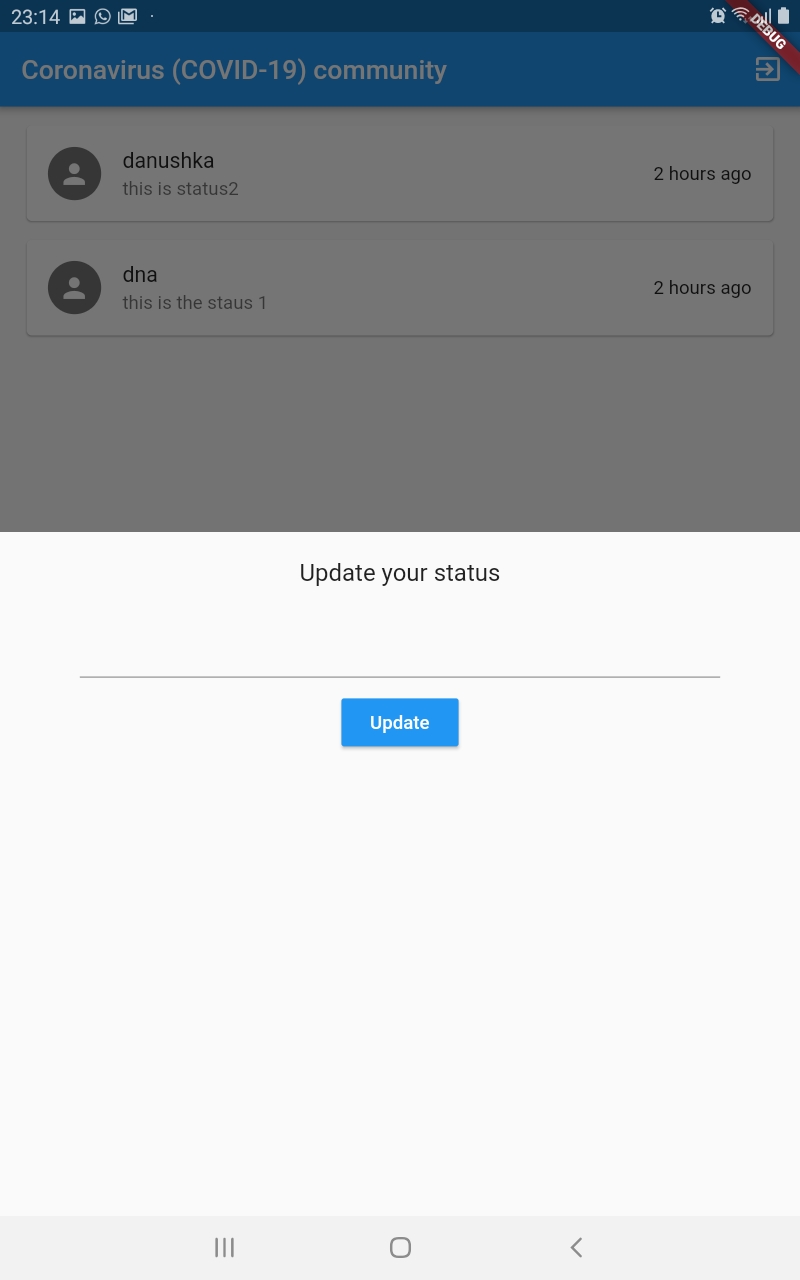 23:14
DEBUG
Coronavirus (COVID-19) community
danushka
this is status2
2 hours ago
dna
this is the staus 1
2 hours ago
Update your status
Update